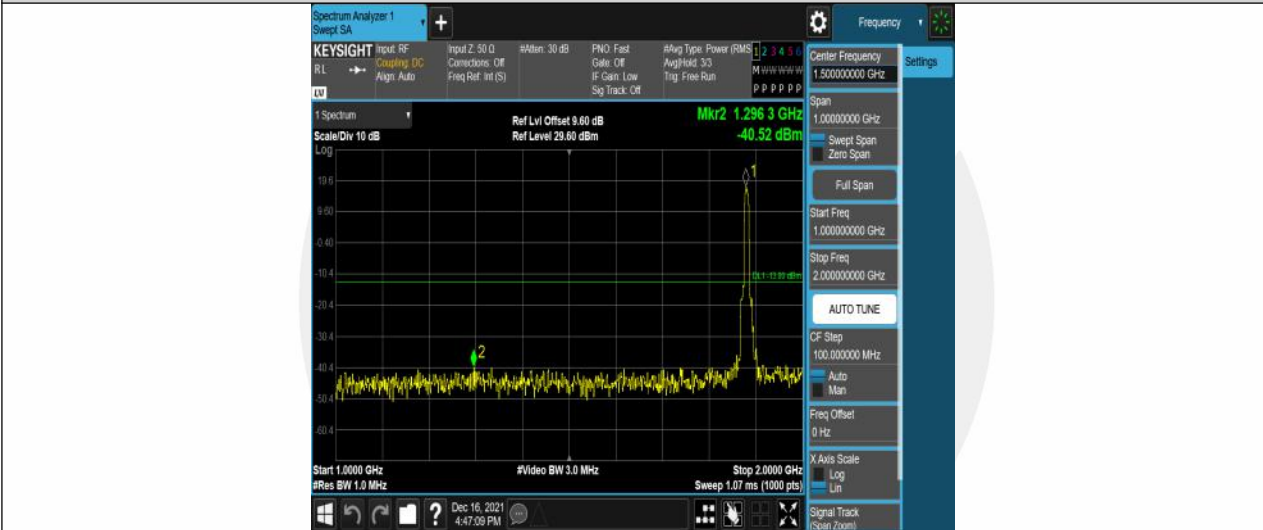 Spectrum Analyzer 1
Swept SA
+
Frequency
KEYSIGHT
Input: RF
Coupling: DC
Align: Auto
RL
LV
Input Z: 50 Ω
Corrections: Off
Freq Ref: Int (S)
#Atten: 30 dB
PNO: Fast
Gate: Off
IF Gain: Low
Sig Track: Off
#Avg Type: Power (RMS
Avg|Hold: 3/3
Trig: Free Run
1 2 3 4 5 6
M W W W W W
P P P P P P
1 Spectrum
Scale/Div 10 dB
Log
Ref Lvl Offset 9.60 dB
Ref Level 29.60 dBm
Mkr2 1.296 3 GHz
-40.52 dBm
19.6
9.60
-0.40
-10.4
-20.4
-30.4
-40.4
-50.4
-60.4
1
2
Start 1.0000 GHz
#Res BW 1.0 MHz
#Video BW 3.0 MHz
Stop 2.0000 GHz
Sweep 1.07 ms (1000 pts)
?
Dec 16, 2021
4:47:09 PM
Center Frequency
1.500000000 GHz
Settings
Span
1.00000000 GHz
Swept Span
Zero Span
Full Span
Start Freq
1.000000000 GHz
Stop Freq
2.000000000 GHz
AUTO TUNE
CF Step
100.000000 MHz
Auto
Man
Freq Offset
0 Hz
X Axis Scale
Log
Lin
Signal Track
(Span Zoom)